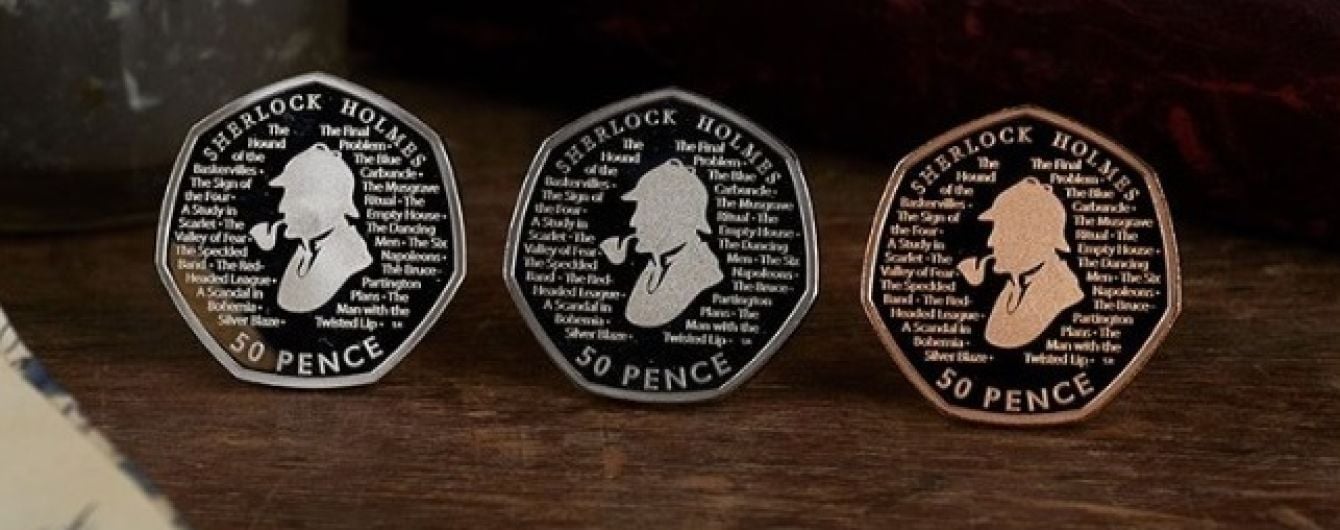 SHERLOCK HOLMES
The
Hound
of the
Baskervilles •
The Sign of
the Four •
A Study in
Scarlet • The
Valley of Fear •
The Speckled
Band • The Red-
Headed League •
A Scandal in
Bohemia •
Silver Blaze •
The Final
Problem •
The Blue
Carbuncle •
The Musgrave
Ritual • The
Empty House •
The Dancing
Men • The Six
Napoleons •
The Bruce-
Partington
Plans • The
Man with the
Twisted Lip •
50 PENCE
SHERLOCK HOLMES
The
Hound
of the
Baskervilles •
The Sign of
the Four •
A Study in
Scarlet • The
Valley of Fear •
The Speckled
Band • The Red-
Headed League •
A Scandal in
Bohemia •
Silver Blaze •
The Final
Problem •
The Blue
Carbuncle •
The Musgrave
Ritual • The
Empty House •
The Dancing
Men • The Six
Napoleons •
The Bruce-
Partington
Plans • The
Man with the
Twisted Lip •
50 PENCE
SHERLOCK HOLMES
The
Hound
of the
Baskervilles •
The Sign of
the Four •
A Study in
Scarlet • The
Valley of Fear •
The Speckled
Band • The Red-
Headed League •
A Scandal in
Bohemia •
Silver Blaze •
The Final
Problem •
The Blue
Carbuncle •
The Musgrave
Ritual • The
Empty House •
The Dancing
Men • The Six
Napoleons •
The Bruce-
Partington
Plans • The
Man with the
Twisted Lip •
50 PENCE